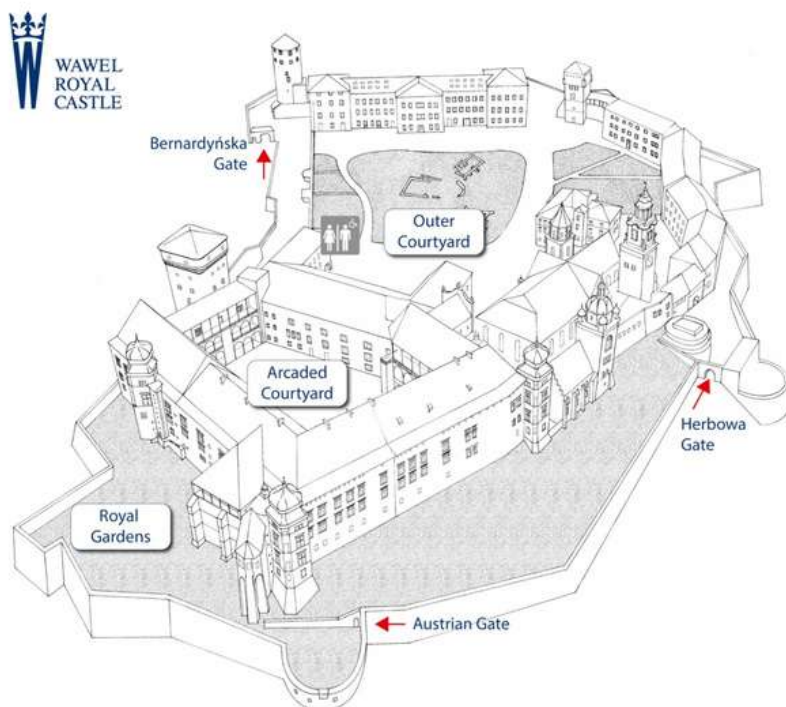 WAWEL
ROYAL
CASTLE
Bernardyńska
Gate
Outer
Courtyard
Arcaded
Courtyard
Herbowa
Gate
Royal
Gardens
Austrian Gate